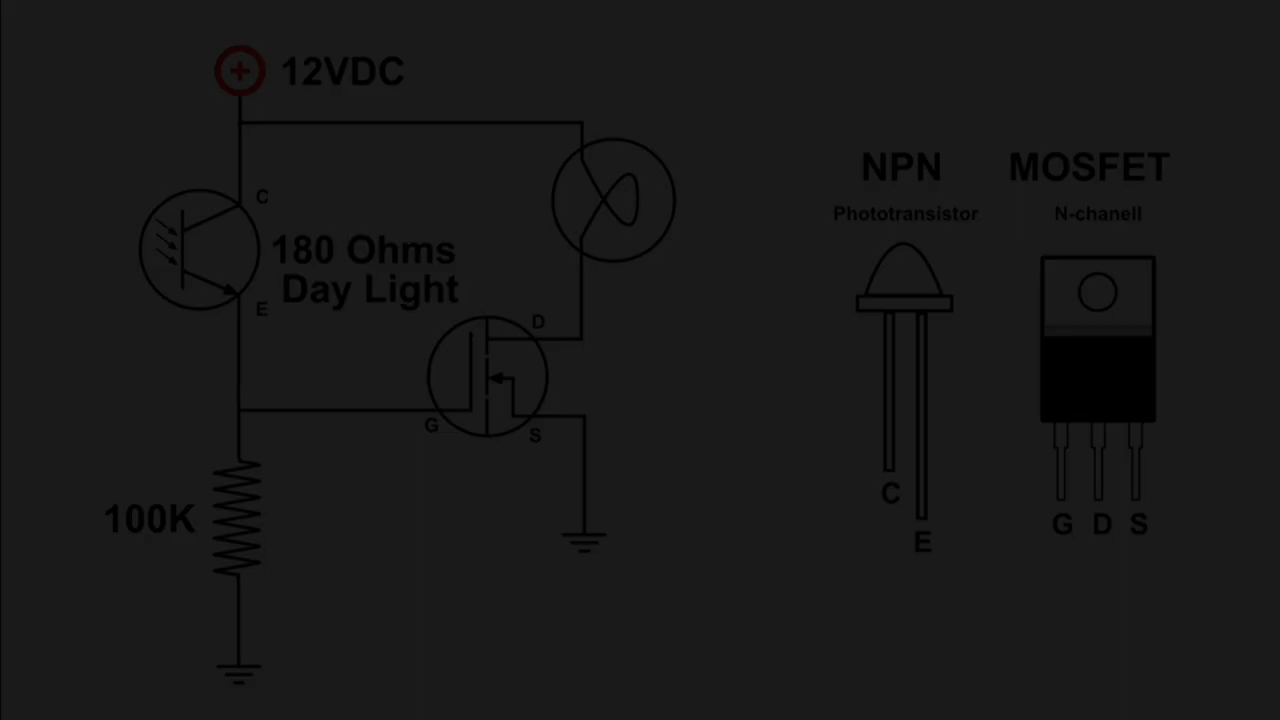 12VDC
C
180 Ohms
Day Light
E
D
G
S
100K
NPN
Phototransistor
C
E
MOSFET
N-chanell
G D S